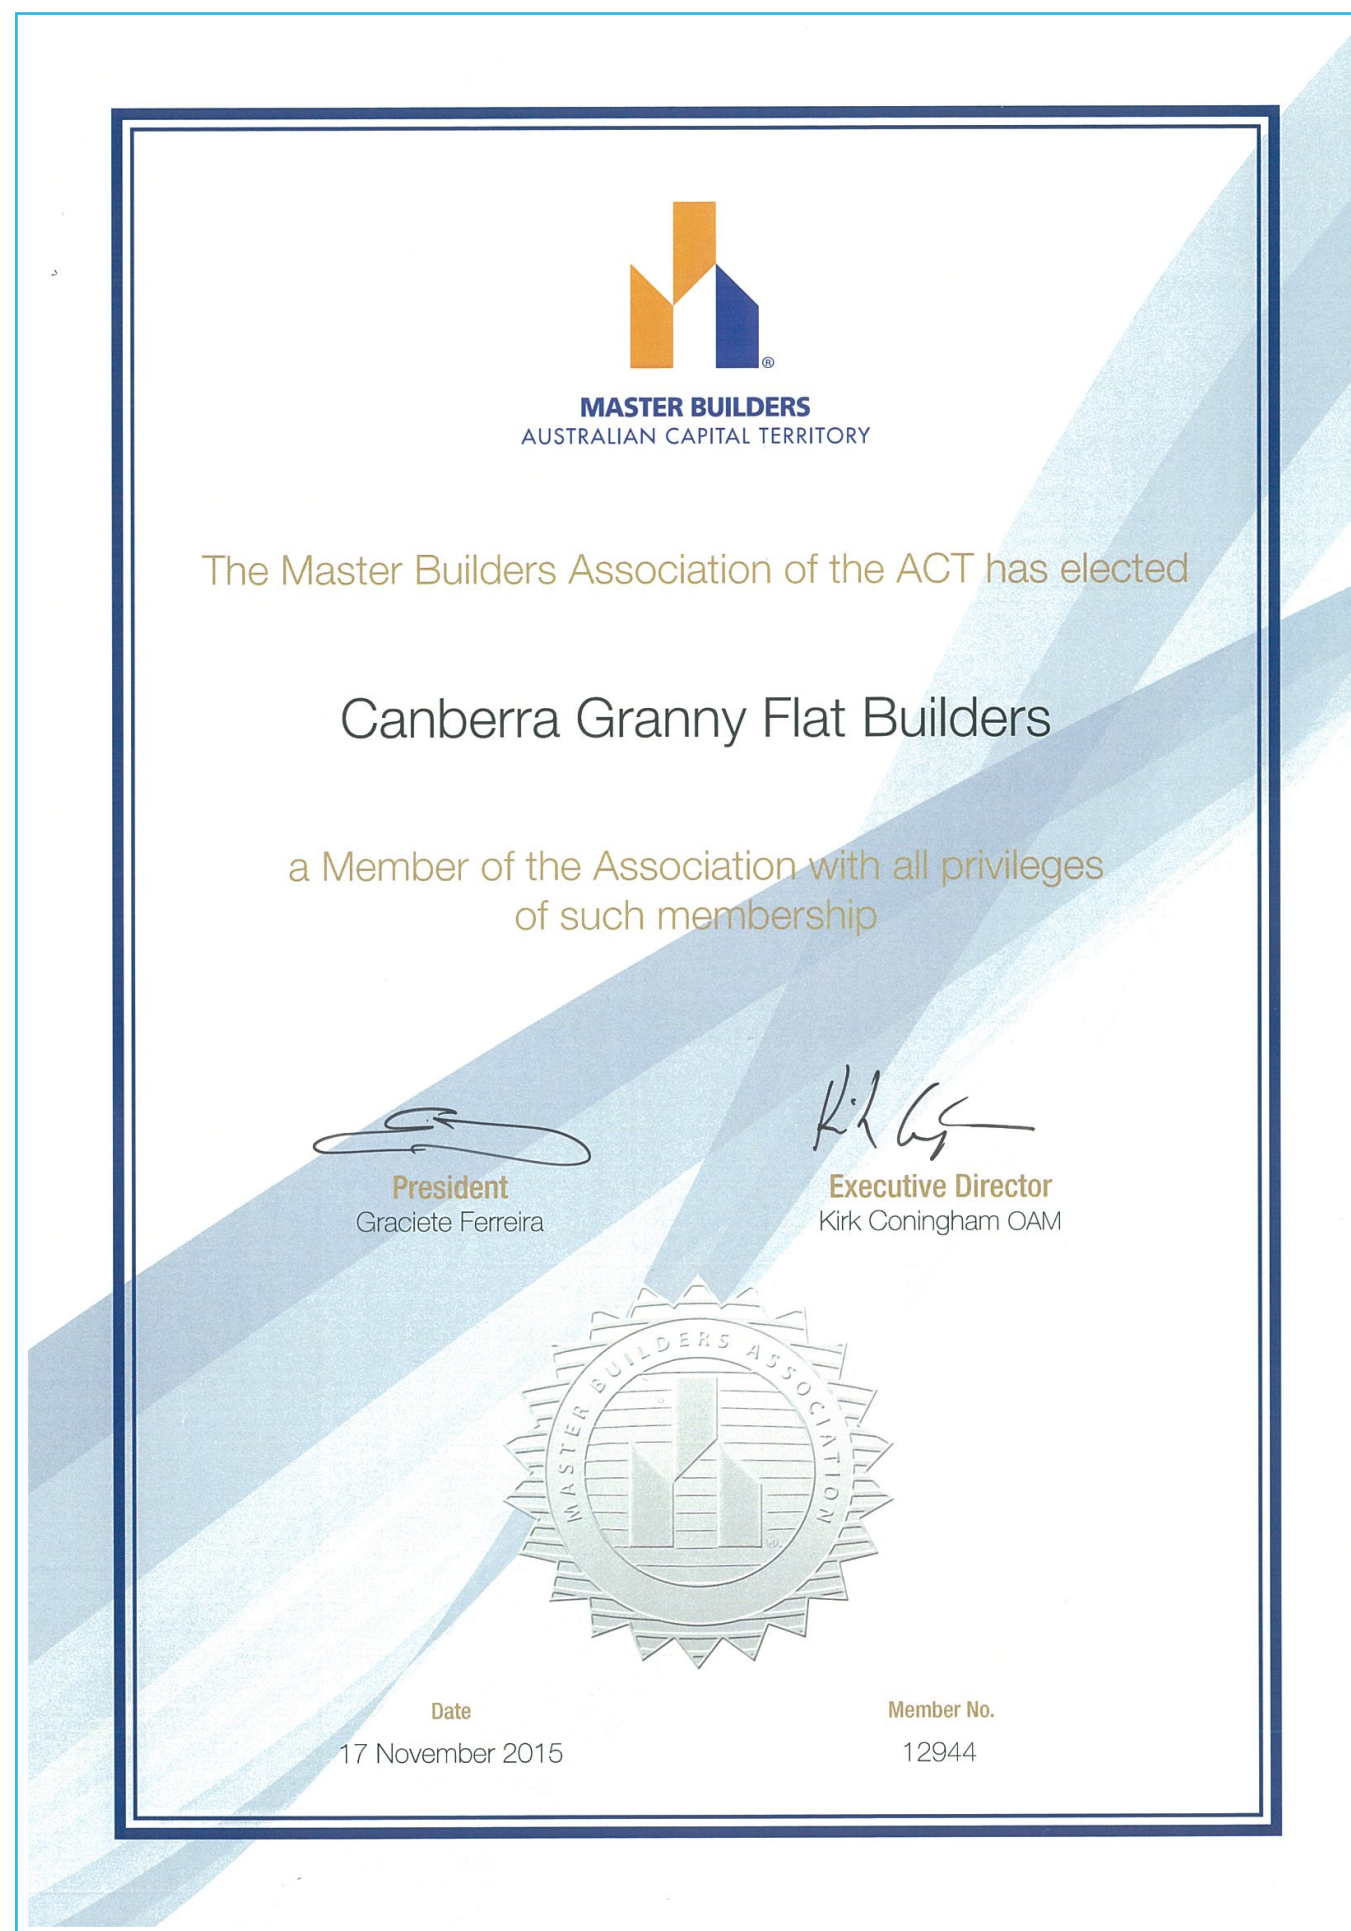 ®
MASTER BUILDERS
AUSTRALIAN CAPITAL TERRITORY
The Master Builders Association of the ACT has elected
Canberra Granny Flat Builders
a Member of the Association with all privileges
of such membership
President
Graciete Ferreira
Kirk Coningham
Executive Director
Kirk Coningham OAM
MASTER BUILDERS ASSOCIATION
Date
17 November 2015
Member No.
12944